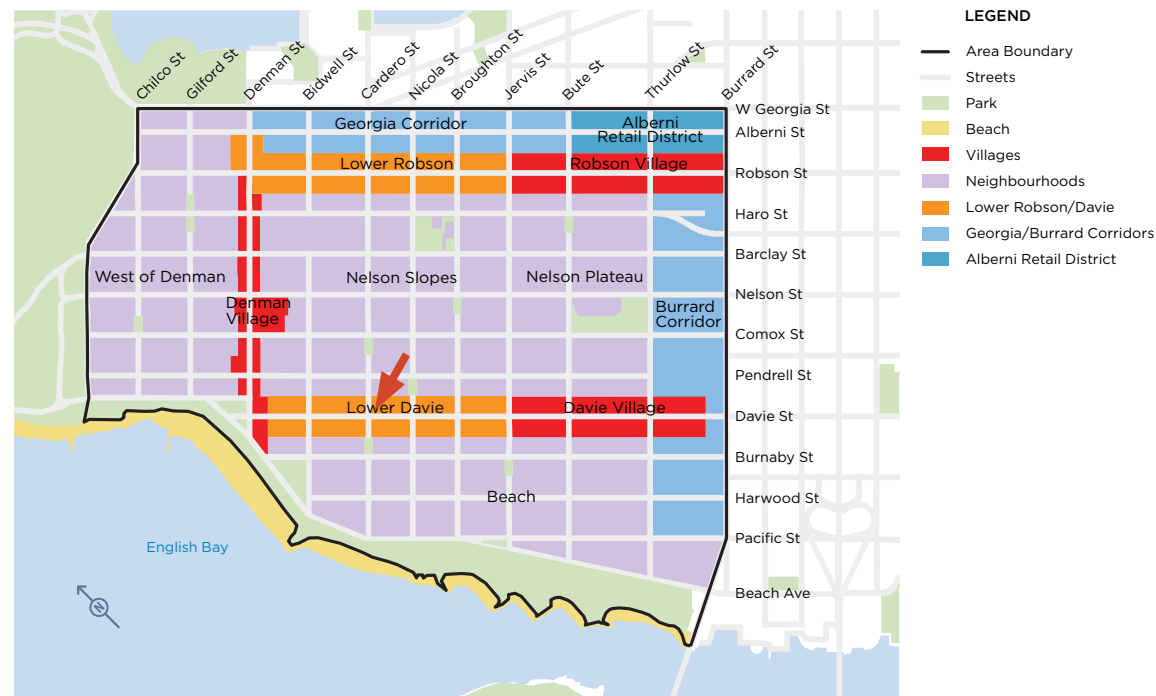 Chilco St
Gilford St
Denman St
Bidwell St
Cardero St
Nicola St
Broughton St
Jervis St
Bute St
Thurlow St
Burrard St
W Georgia St
Alberni St
Robson St
Haro St
Barclay St
Nelson St
Comox St
Pendrell St
Davie St
Burnaby St
Harwood St
Pacific St
Beach Ave
Georgia Corridor
Alberni
Retail District
Lower Robson
Robson Village
West of Denman
Nelson Slopes
Nelson Plateau
Denman
Village
Burrard
Corridor
Lower Davie
Davie Village
Beach
English Bay
N
LEGEND
Area Boundary
Streets
Park
Beach
Villages
Neighbourhoods
Lower Robson/Davie
Georgia/Burrard Corridors
Alberni Retail District